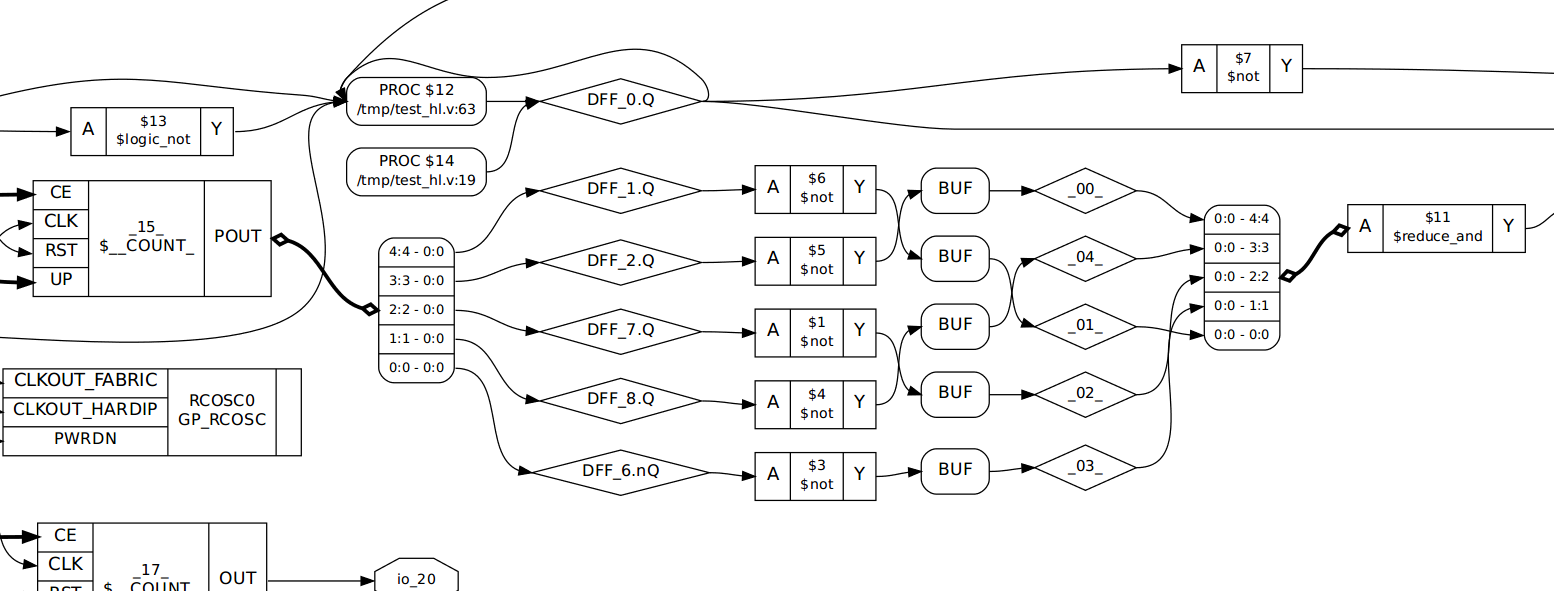 PROC $12
/tmp/test_hl.v:63
DFF_0.Q
A
$7
$not
Y
A
$13
$logic_not
Y
PROC $14
/tmp/test_hl.v:19
CE
CLK
RST
UP
_15_
$__COUNT_
POUT
4:4 - 0:0
3:3 - 0:0
2:2 - 0:0
1:1 - 0:0
0:0 - 0:0
DFF_1.Q
DFF_2.Q
DFF_7.Q
DFF_8.Q
DFF_6.nQ
A
$6
$not
Y
A
$5
$not
Y
A
$1
$not
Y
A
$4
$not
Y
A
$3
$not
Y
BUF
BUF
BUF
BUF
BUF
_00_
_04_
_01_
_02_
_03_
0:0 - 4:4
0:0 - 3:3
0:0 - 2:2
0:0 - 1:1
0:0 - 0:0
A
$11
$reduce_and
Y
CLKOUT_FABRIC
CLKOUT_HARDIP
PWRDN
RCOSC0
GP_RCOSC
CE
CLK
RST
_17_
$__COUNT_
OUT
io_20